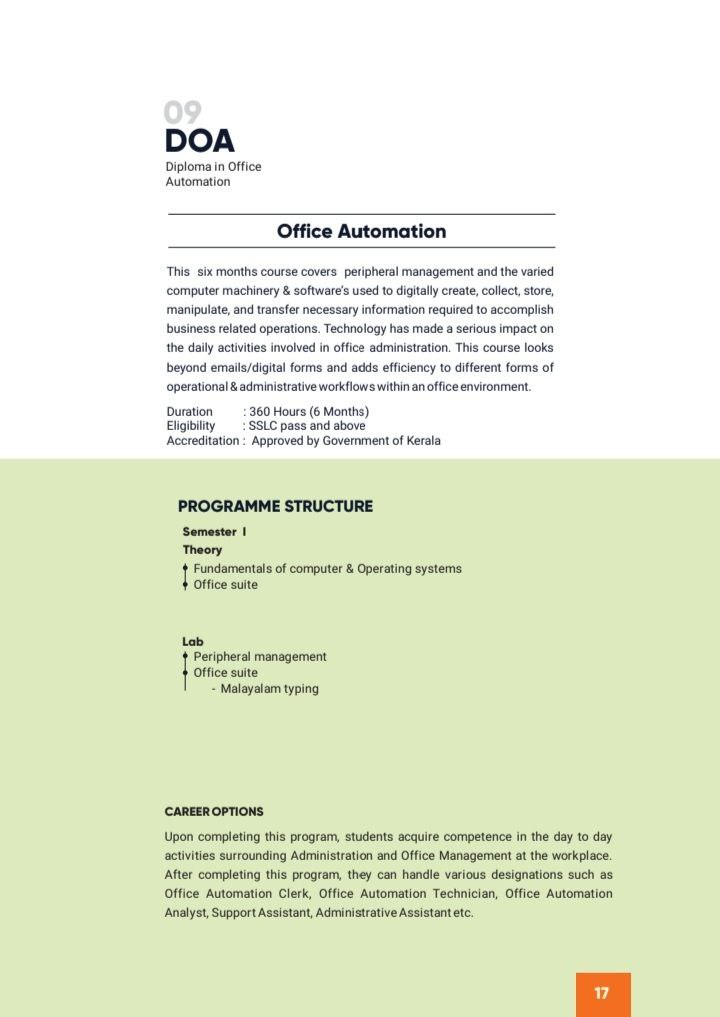 09
DOA
Diploma in Office
Automation
Office Automation
This six months course covers peripheral management and the varied
computer machinery & software's used to digitally create, collect, store,
manipulate, and transfer necessary information required to accomplish
business related operations. Technology has made a serious impact on
the daily activities involved in office administration. This course looks
beyond emails/digital forms and adds efficiency to different forms of
operational & administrative workflows within an office environment.
Duration : 360 Hours (6 Months)
Eligibility : SSLC pass and above
Accreditation : Approved by Government of Kerala
PROGRAMME STRUCTURE
Semester I
Theory
Fundamentals of computer & Operating systems
Office suite
Lab
Peripheral management
Office suite
- Malayalam typing
CAREER OPTIONS
Upon completing this program, students acquire competence in the day to day
activities surrounding Administration and Office Management at the workplace.
After completing this program, they can handle various designations such as
Office Automation Clerk, Office Automation Technician, Office Automation
Analyst, Support Assistant, Administrative Assistant etc.
17